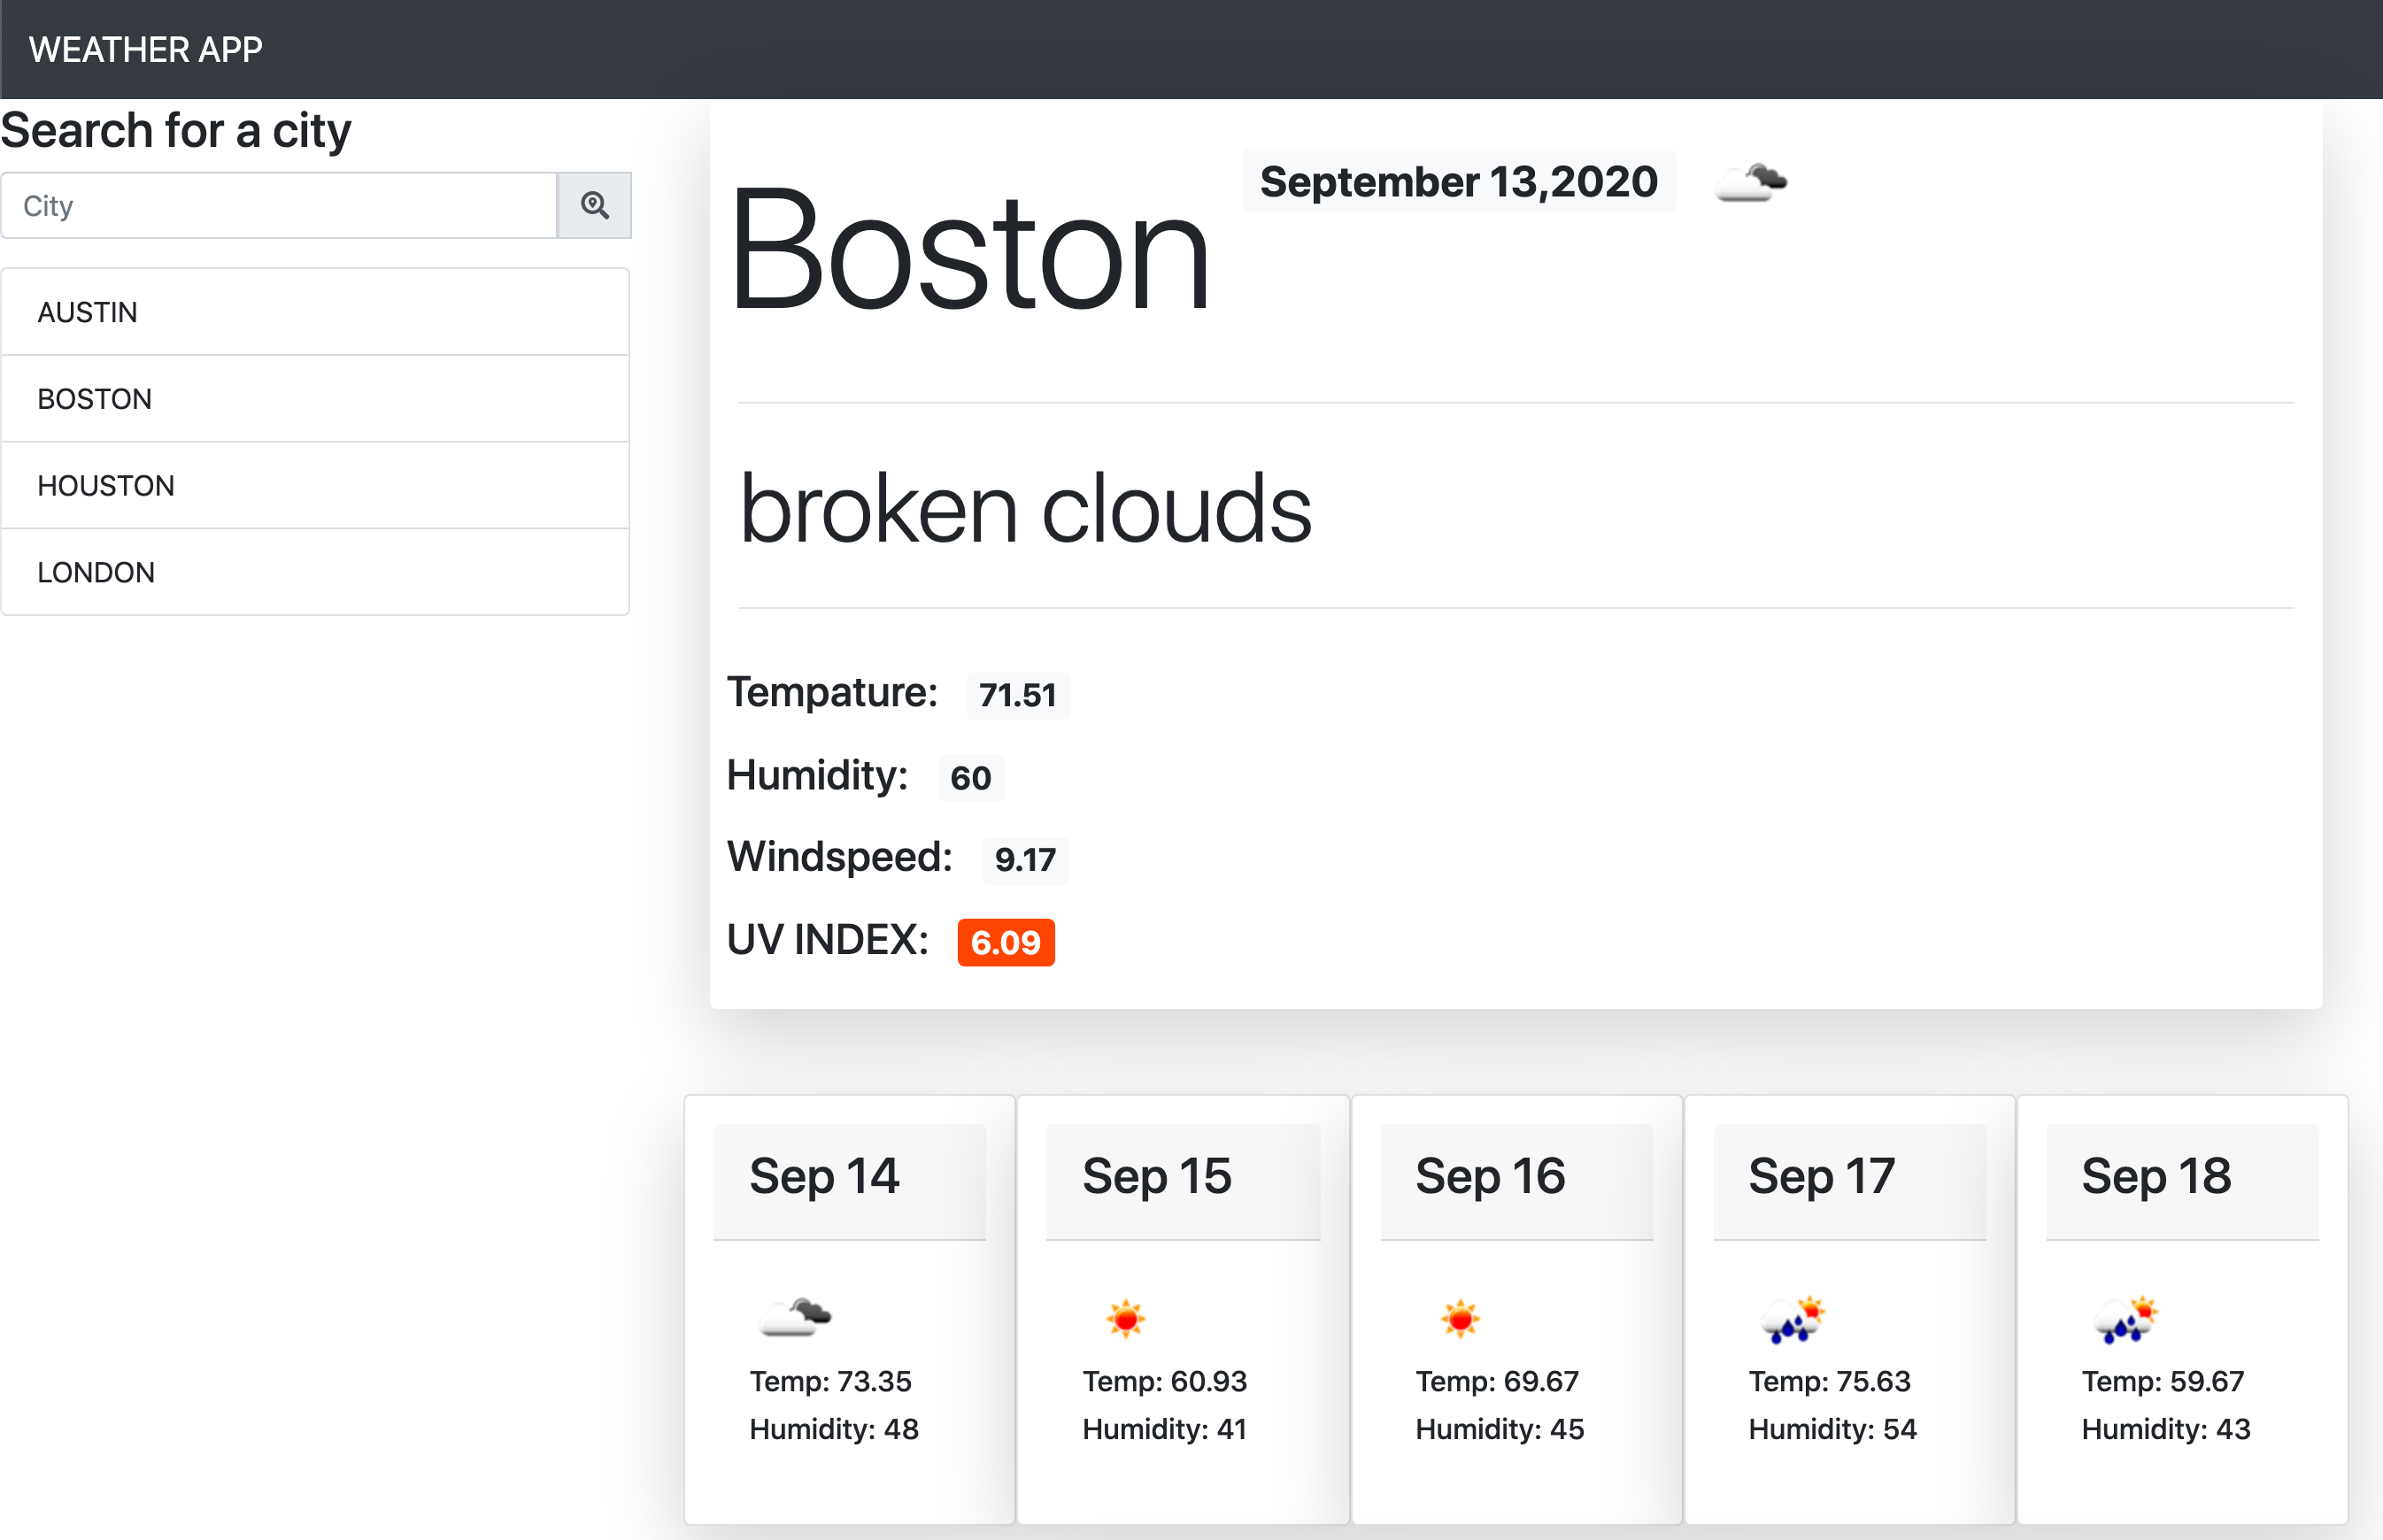 WEATHER APP
Search for a city
City
AUSTIN
BOSTON
HOUSTON
LONDON
Boston September 13,2020
broken clouds
Tempature: 71.51
Humidity: 60
Windspeed: 9.17
UV INDEX: 6.09
Sep 14
Temp: 73.35
Humidity: 48
Sep 15
Temp: 60.93
Humidity: 41
Sep 16
Temp: 69.67
Humidity: 45
Sep 17
Temp: 75.63
Humidity: 54
Sep 18
Temp: 59.67
Humidity: 43